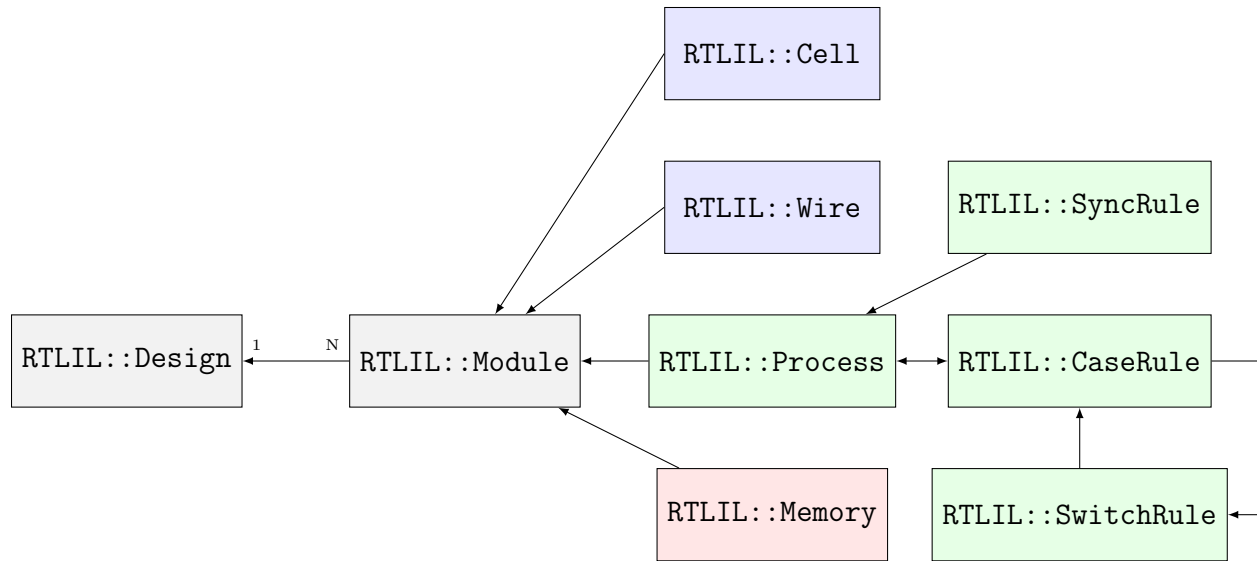 RTLIL::Cell
RTLIL::Wire
RTLIL::SyncRule
RTLIL::Design
1
N
RTLIL::Module
RTLIL::Process
RTLIL::CaseRule
RTLIL::Memory
RTLIL::SwitchRule